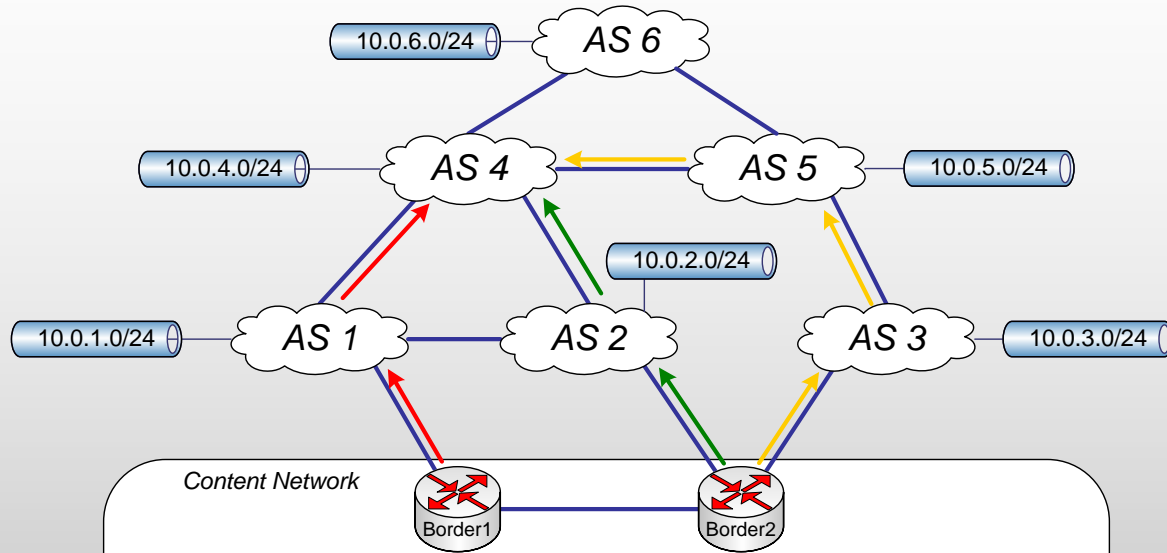 10.0.6.0/24
AS 6
10.0.4.0/24
AS 4
AS 5
10.0.5.0/24
10.0.2.0/24
10.0.1.0/24
AS 1
AS 2
AS 3
10.0.3.0/24
Content Network
Border1
Border2